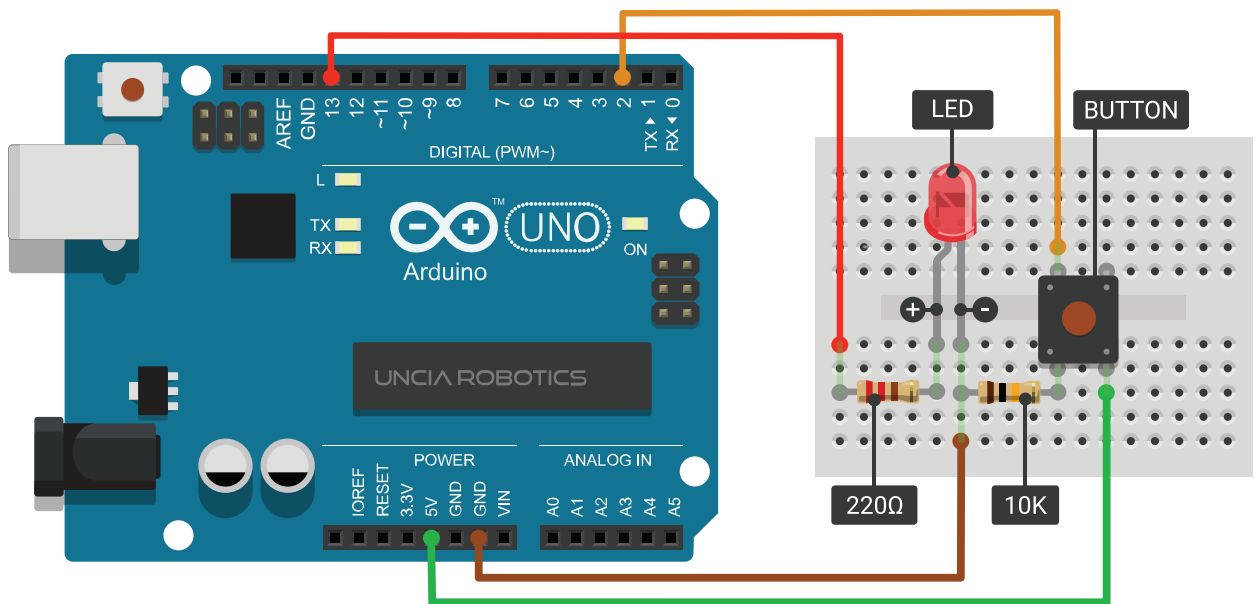 LED
BUTTON
AREF
GND
13
12
~11
~10
~9
8
7
6
5
4
3
2
TX ▸ 1
RX ◂ 0
DIGITAL (PWM~)
L
TX
RX
™
UNO
ON
Arduino
+
-
UNCIA ROBOTICS
220Ω
10K
POWER
ANALOG IN
IOREF
RESET
3.3V
5V
GND
GND
VIN
A0
A1
A2
A3
A4
A5